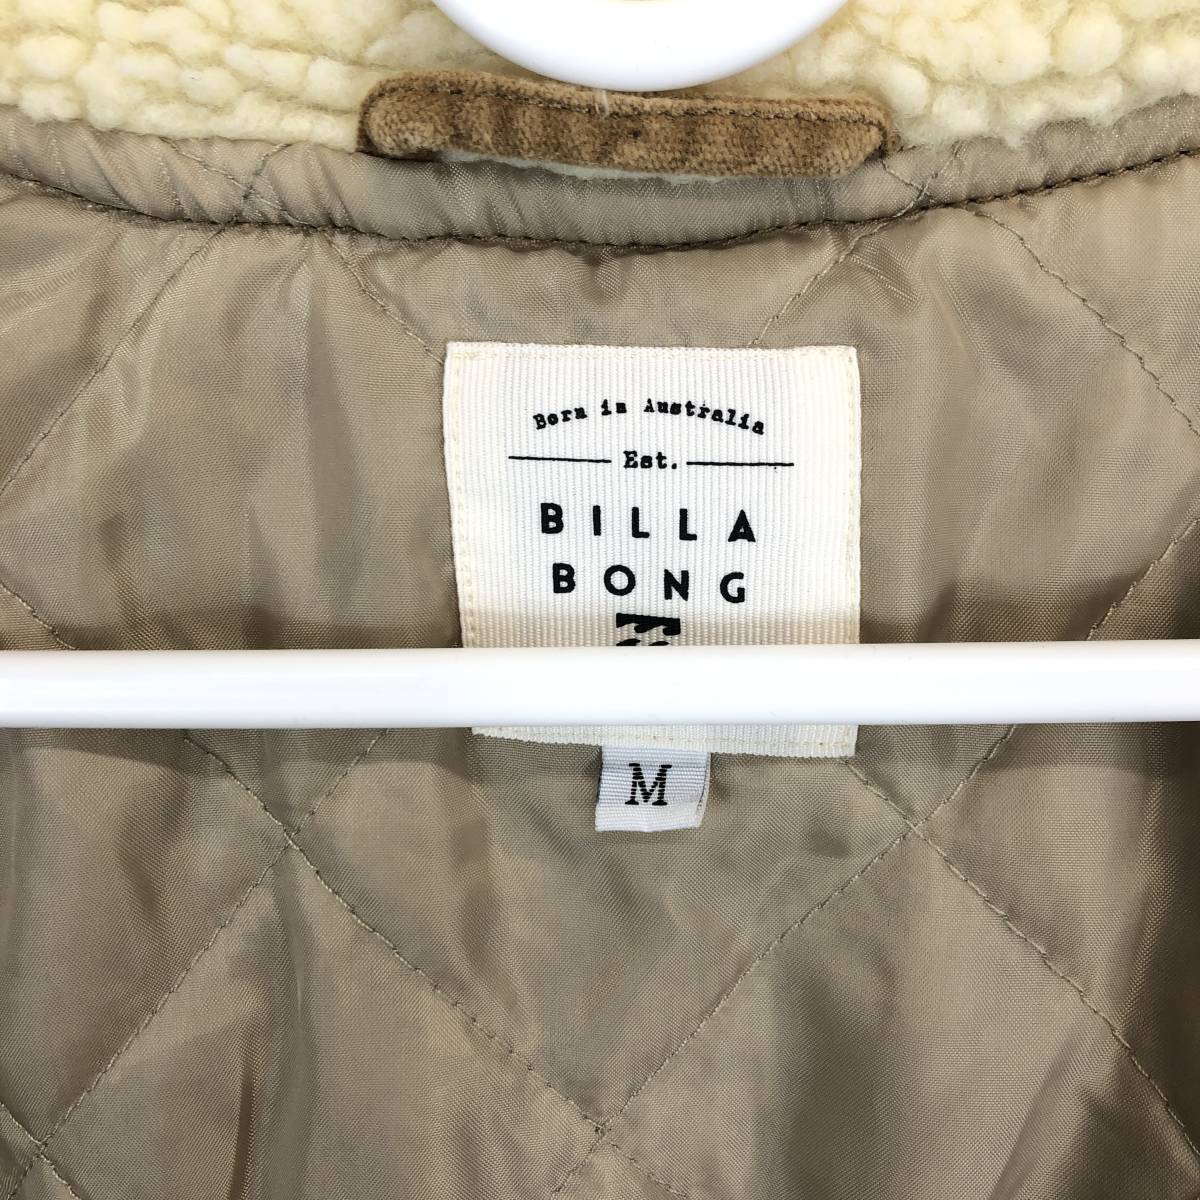 Born in Australia
Est.
BILLA
BONG
M